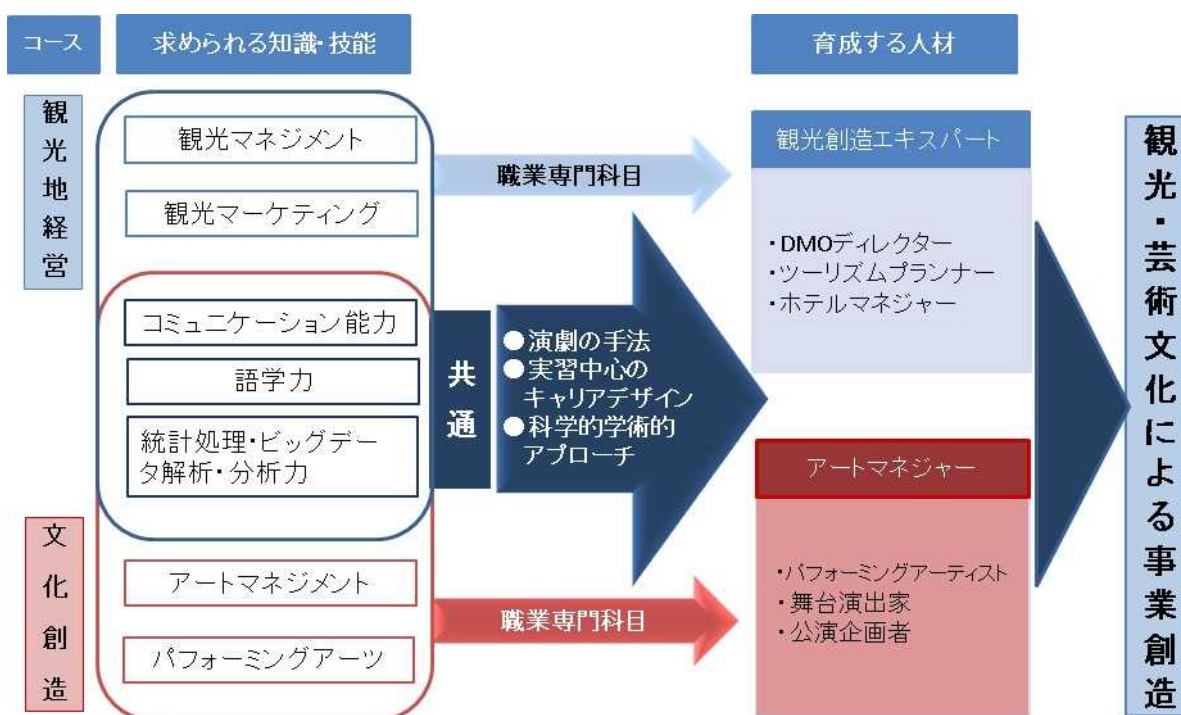 コース
求められる知識・技能
育成する人材
観光地経営
観光マネジメント
観光マーケティング
コミュニケーション能力
語学力
統計処理・ビッグデー
タ解析・分析力
文化創造
アートマネジメント
パフォーミングアーツ
職業専門科目
共通
●演劇の手法
●実習中心の
キャリアデザイン
●科学的学術的
アプローチ
職業専門科目
観光創造エキスパート
・DMOディレクター
・ツーリズムプランナー
・ホテルマネジャー
アートマネジャー
・パフォーミングアーティスト
・舞台演出家
・公演企画者
観光・芸術文化による事業創造